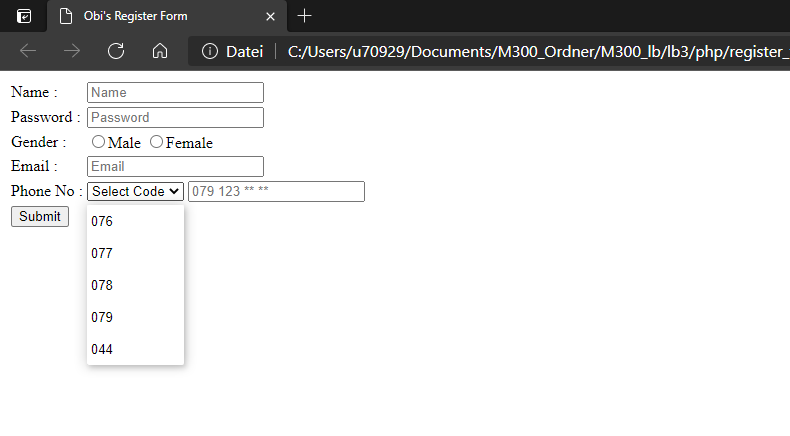 Obi's Register Form
Datei C:/Users/u70929/Documents/M300_Ordner/M300_lb/lb3/php/register_
Name : Name
Password : Password
Gender : Male Female
Email : Email
Phone No : Select Code 079 123 ** **
Submit
076
077
078
079
044